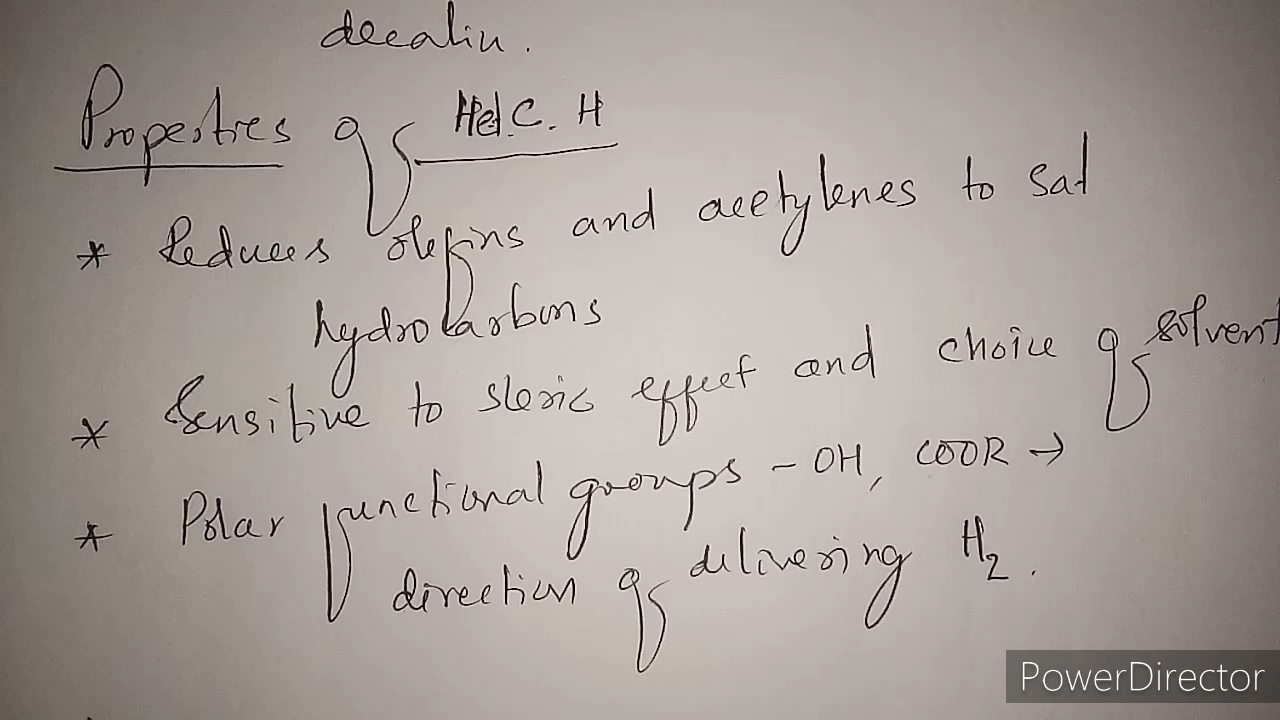 decalin.
Properties of Het.C.H
* Reduces olefins and acetylenes to sat
hydrocarbons
* Sensitive to steric effect and choice of solvent
* Polar functional groups - OH, COOR →
direction of delivering H2.
PowerDirector